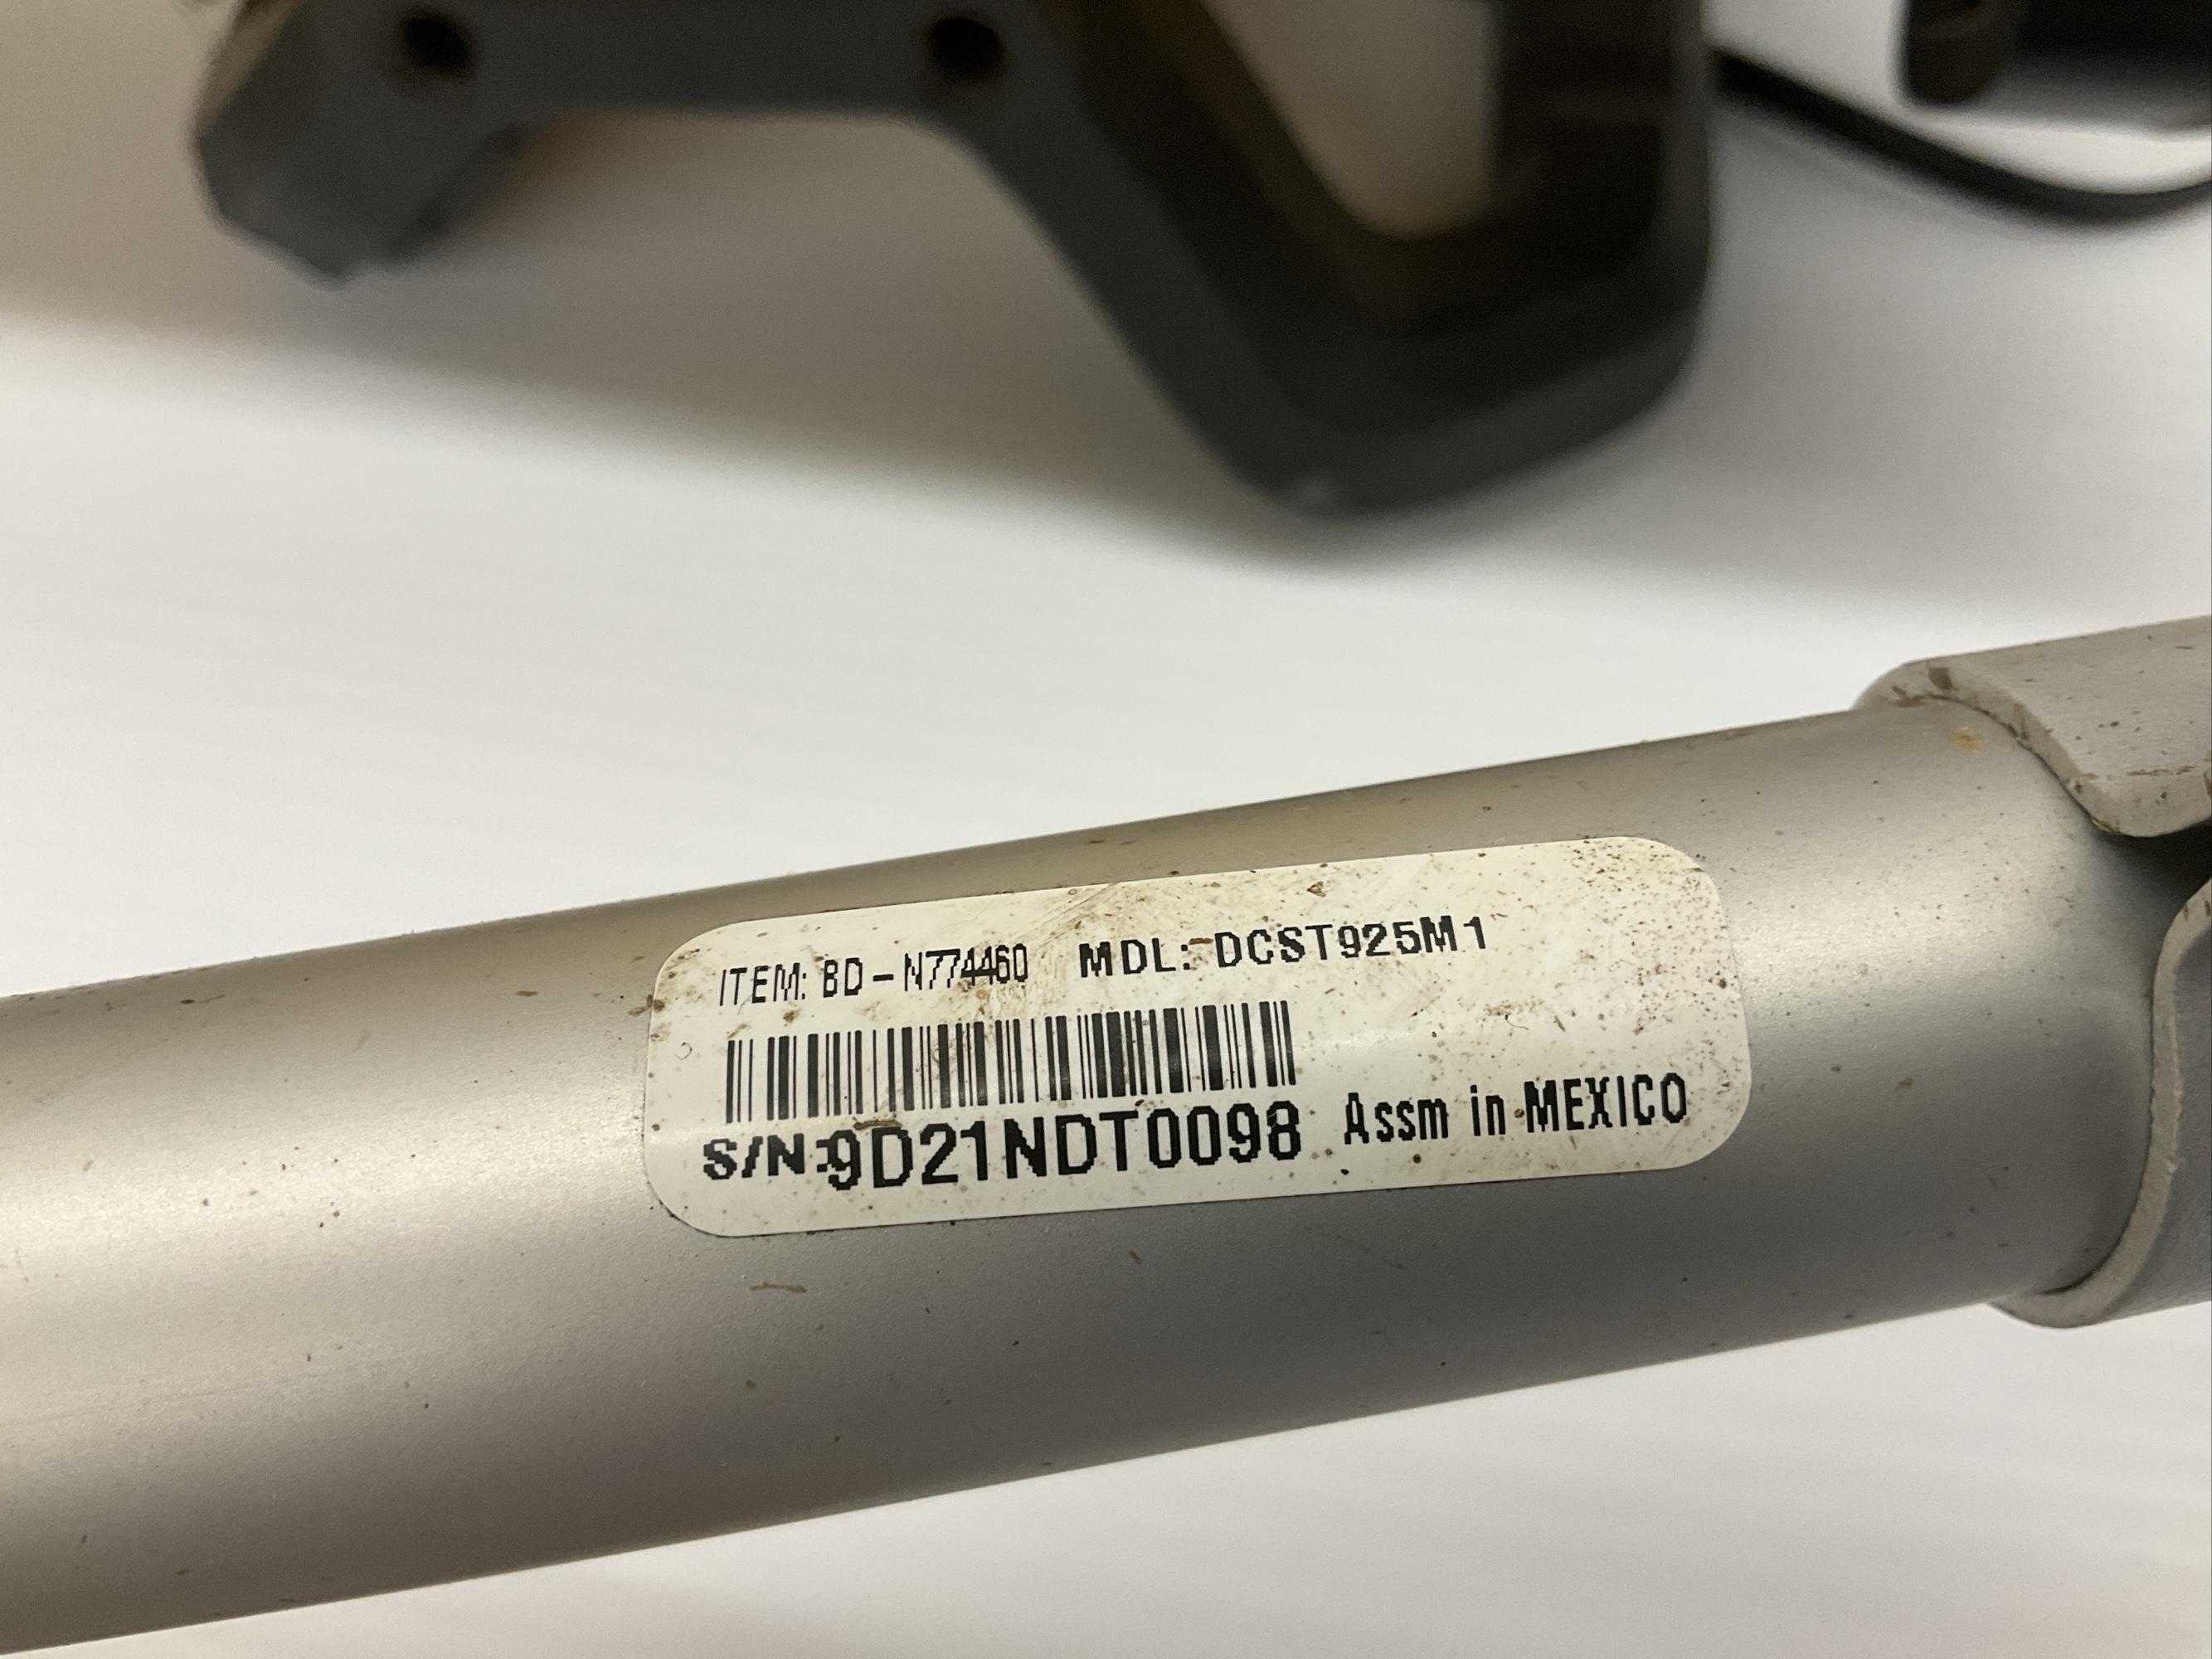 ITEM: BD-N774460 MDL: DCST925M1
S/N:9D21NDT0098 Assm in MEXICO